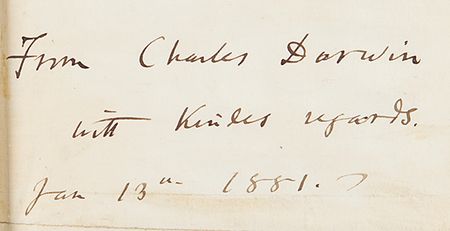 From Charles Darwin
with Kindest regards.
Jan 13th 1881.